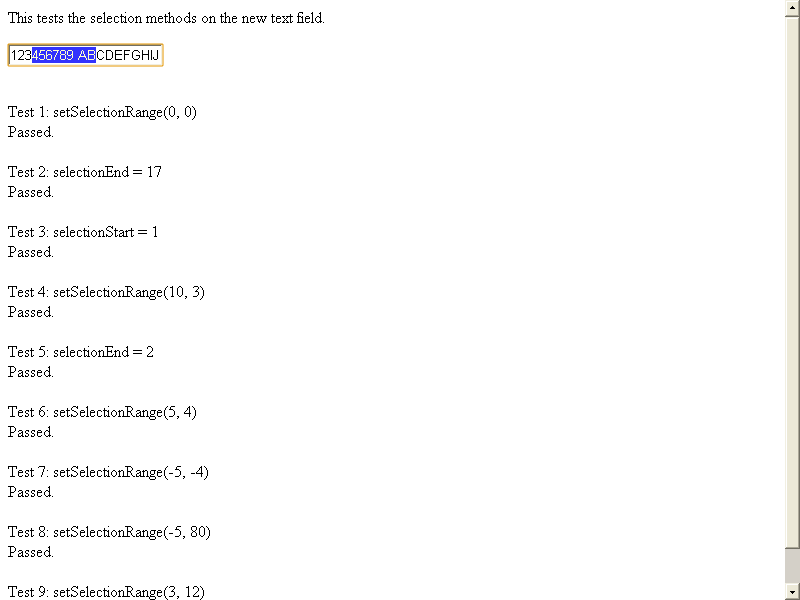 This tests the selection methods on the new text field.
123456789 ABCDEFGHIJ
Test 1: setSelectionRange(0, 0)
Passed.
Test 2: selectionEnd = 17
Passed.
Test 3: selectionStart = 1
Passed.
Test 4: setSelectionRange(10, 3)
Passed.
Test 5: selectionEnd = 2
Passed.
Test 6: setSelectionRange(5, 4)
Passed.
Test 7: setSelectionRange(-5, -4)
Passed.
Test 8: setSelectionRange(-5, 80)
Passed.
Test 9: setSelectionRange(3, 12)